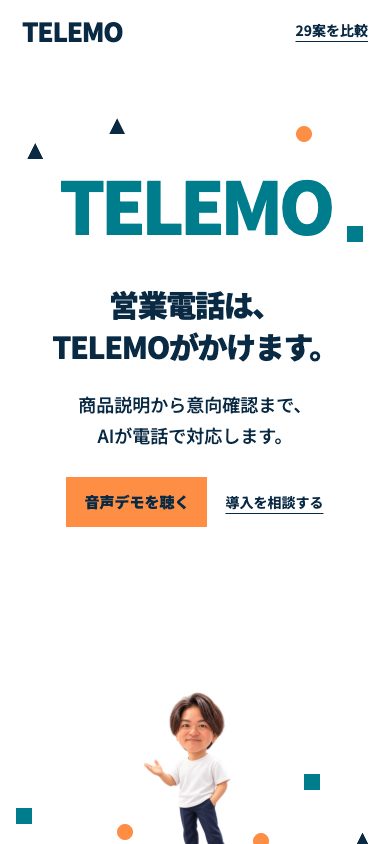 TELEMO
29案を比較
TELEMO
営業電話は、
TELEMOがかけます。
商品説明から意向確認まで、
AIが電話で対応します。
音声デモを聴く
導入を相談する